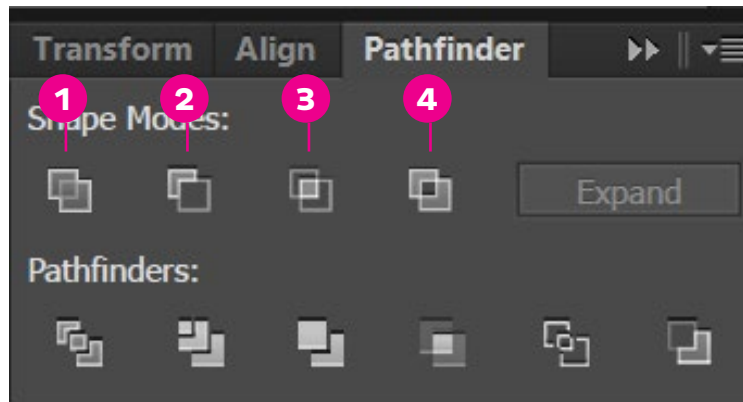 Transform Align Pathfinder
1 2 3 4
Shape Modes:
Expand
Pathfinders: